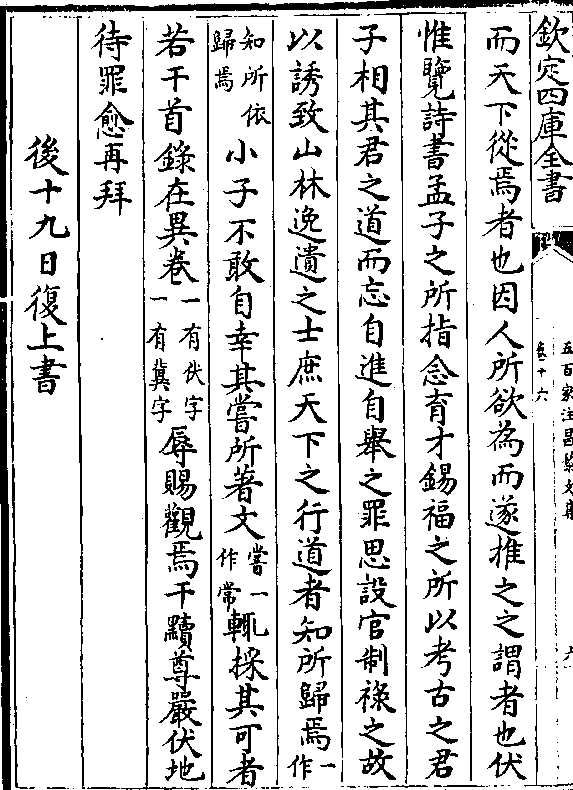 欽定四庫全書
五百家注昌黎文集
卷十六
六
而天下從焉者也因人所欲為而遂推之之謂者也伏
惟覽詩書孟子之所指念育才錫福之所以考古之君
子相其君之道而忘自進自舉之罪思設官制祿之故
以誘致山林逸遺之士庶天下之行道者知所歸焉一作
知所依歸焉小子不敢自幸其嘗所著文嘗一作常輒採其可者
若干首錄在異卷一有伏字一有冀字辱賜觀焉干黷尊嚴伏地
待罪愈再拜
後十九日復上書